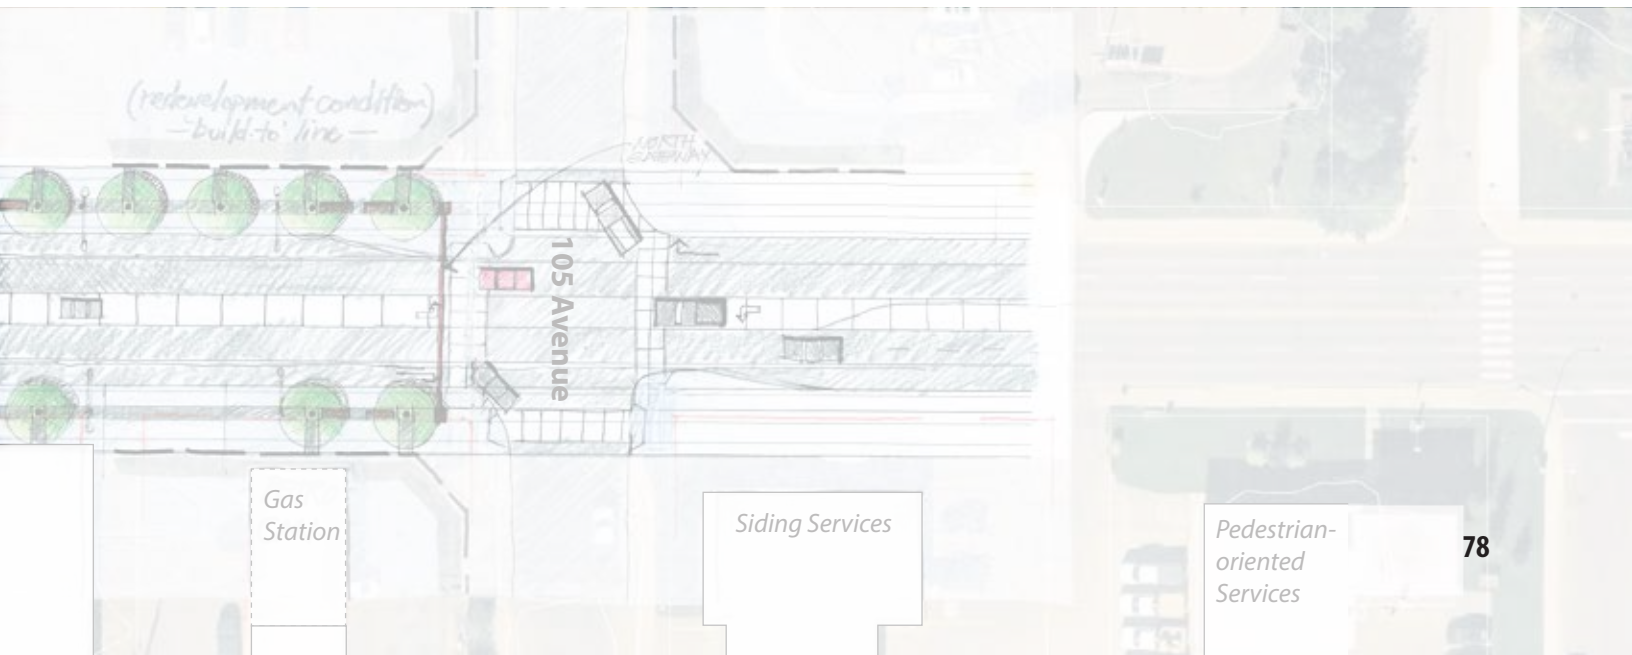 (redevelopment condition)
— 'build-to' line —
NORTH
GATEWAY
105 Avenue
Gas
Station
Siding Services
Pedestrian-
oriented
Services
78